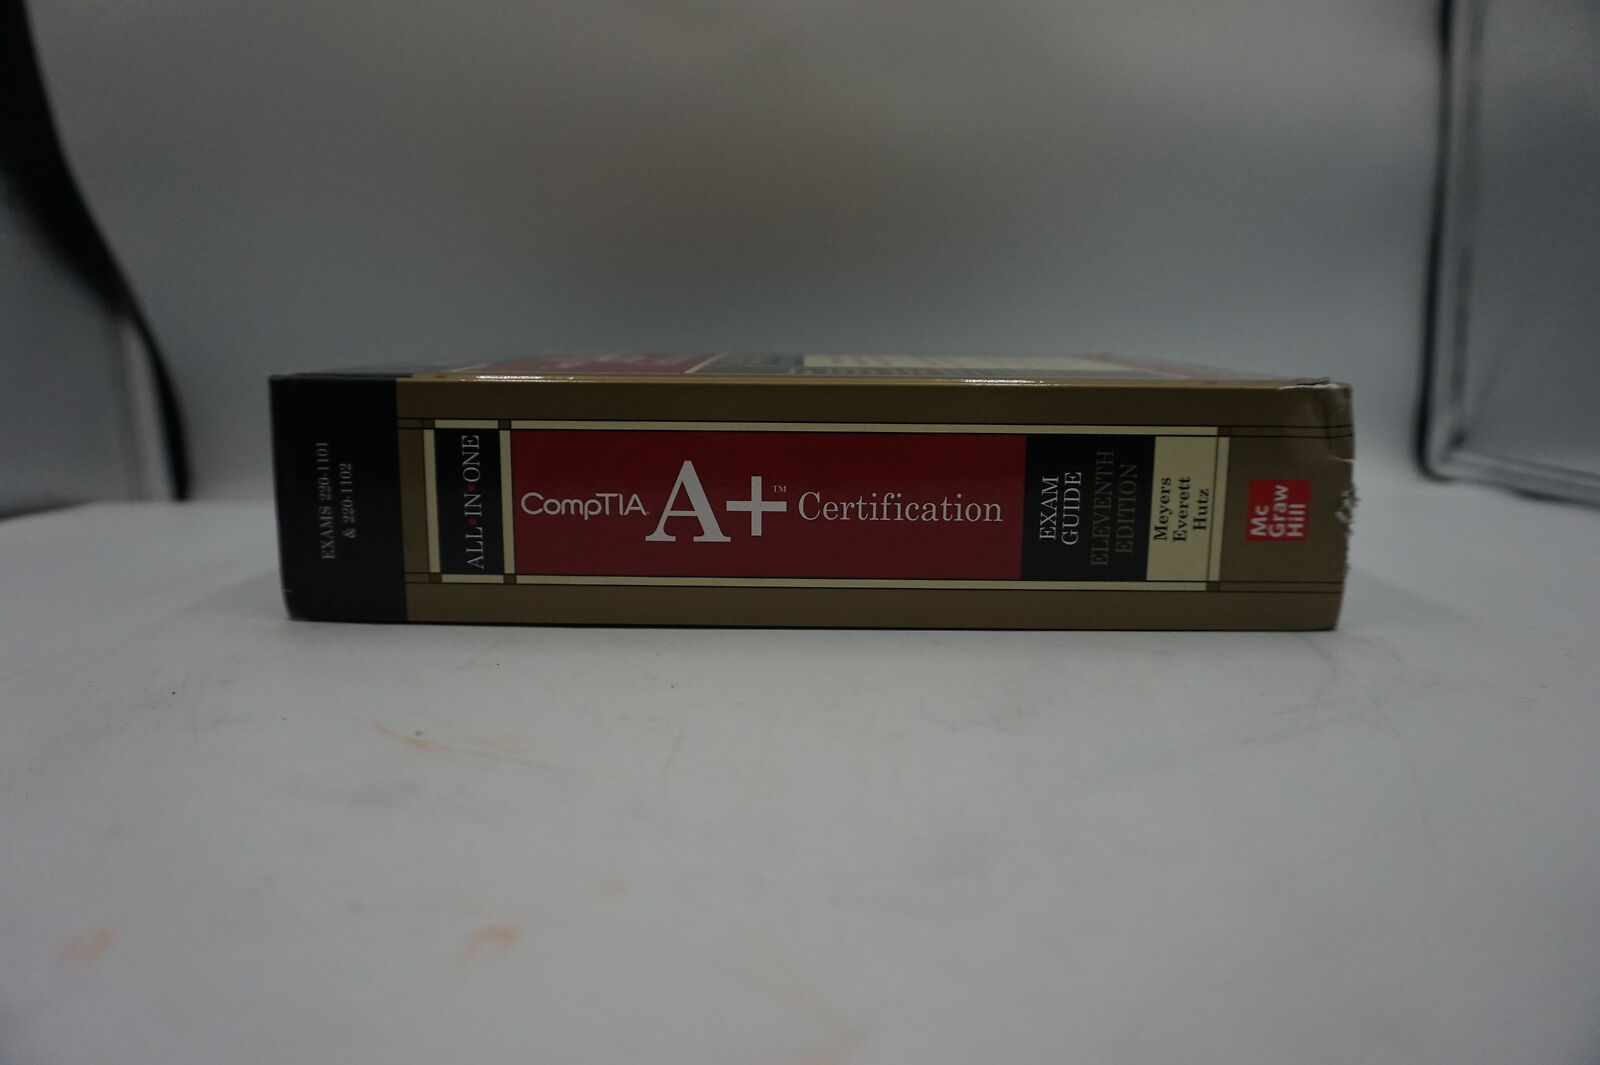 EXAMS 220-1101
& 220-1102
ALL•IN•ONE
CompTIA
A+™ Certification
EXAM
GUIDE
ELEVENTH
EDITION
Meyers
Everett
Hutz
Mc
Graw
Hill